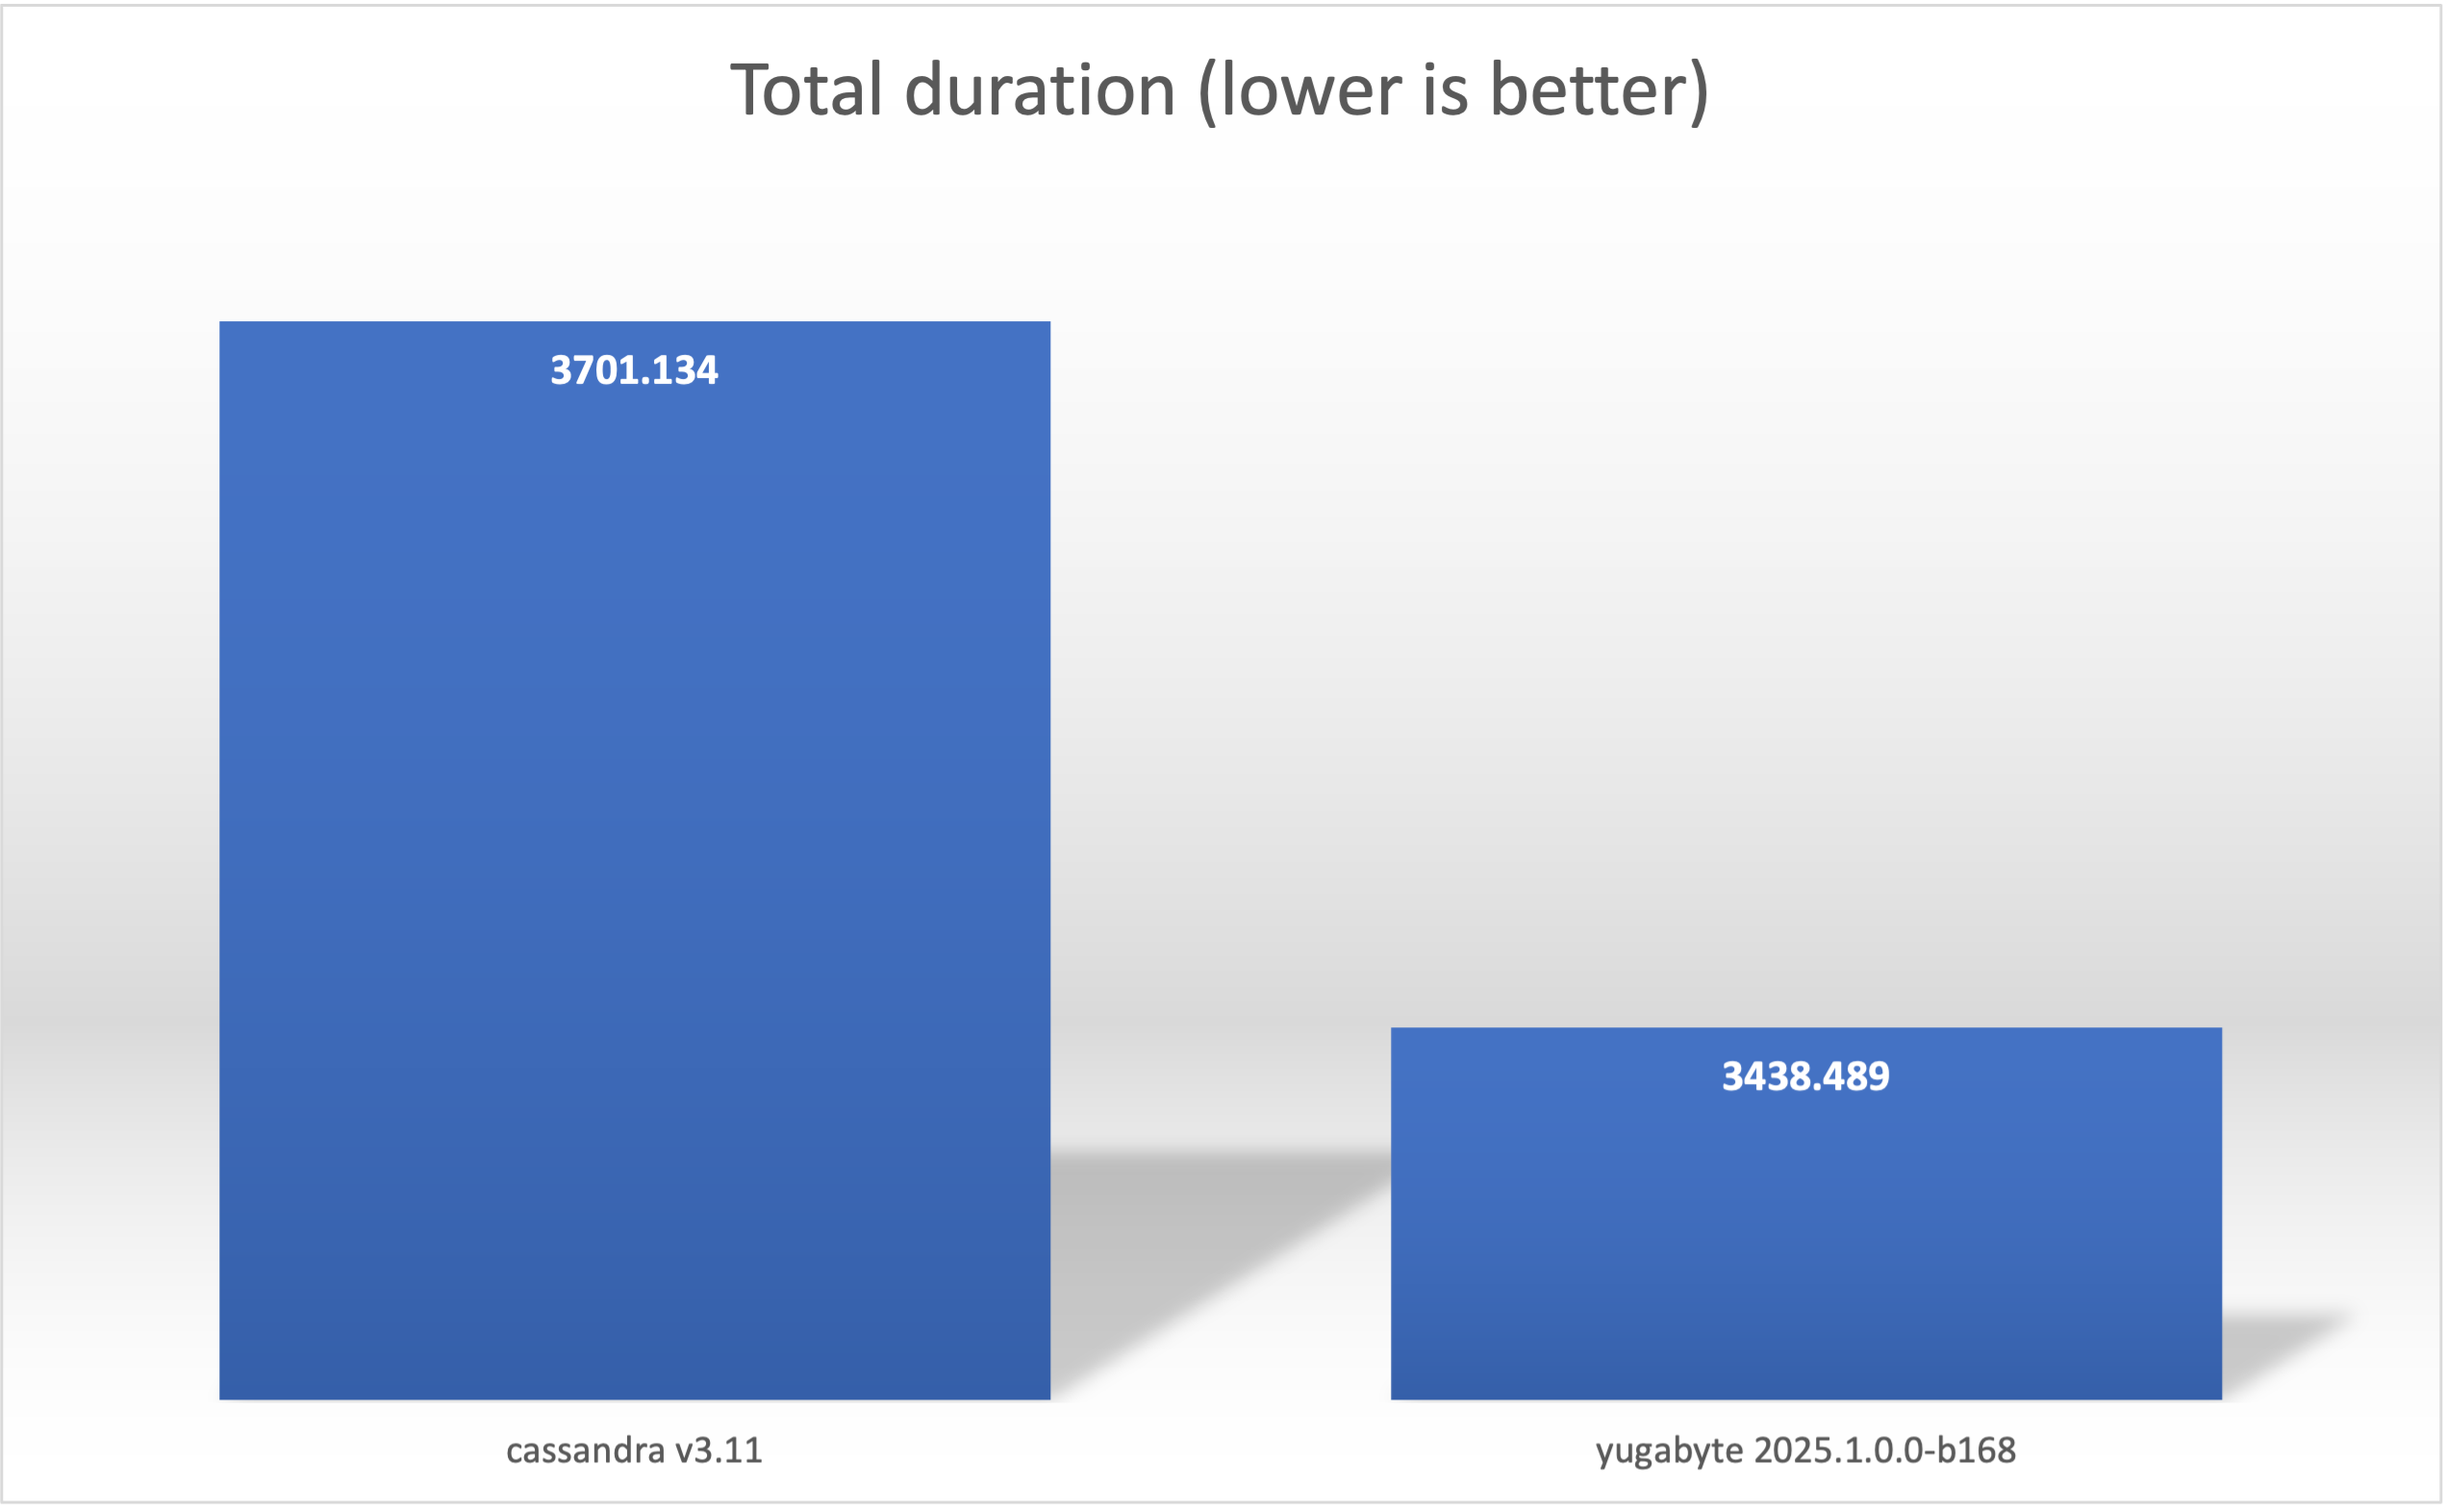 Total duration (lower is better)
3701.134
3438.489
cassandra v3.11
yugabyte 2025.1.0.0-b168